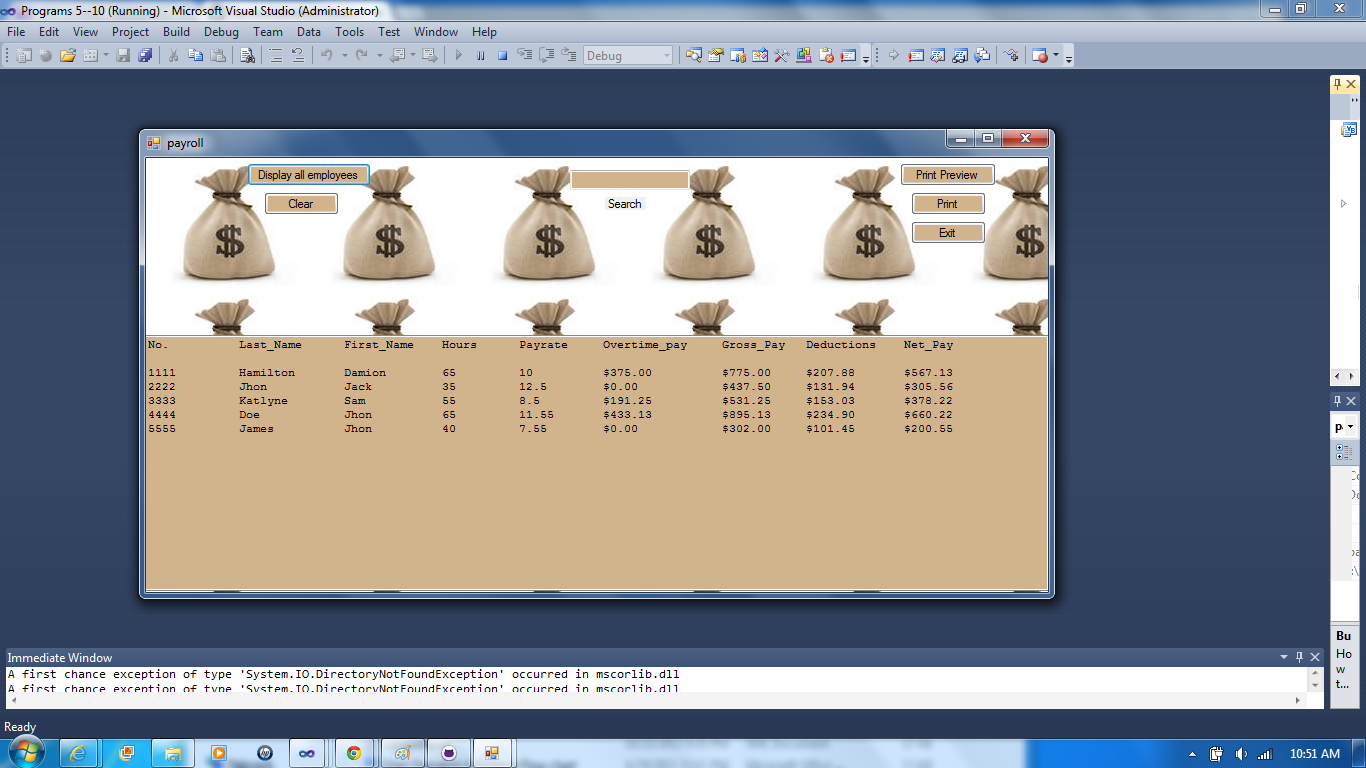 Programs 5--10 (Running) - Microsoft Visual Studio (Administrator)
File Edit View Project Build Debug Team Data Tools Test Window Help
Debug
payroll
Display all employees
Clear
Search
Print Preview
Print
Exit
No. Last_Name First_Name Hours Payrate Overtime_pay Gross_Pay Deductions Net_Pay
1111 Hamilton Damion 65 10 $375.00 $775.00 $207.88 $567.13
2222 Jhon Jack 35 12.5 $0.00 $437.50 $131.94 $305.56
3333 Katlyne Sam 55 8.5 $191.25 $531.25 $153.03 $378.22
4444 Doe Jhon 65 11.55 $433.13 $895.13 $234.90 $660.22
5555 James Jhon 40 7.55 $0.00 $302.00 $101.45 $200.55
Bu
Ho
w
t...
Immediate Window
A first chance exception of type 'System.IO.DirectoryNotFoundException' occurred in mscorlib.dll
A first chance exception of type 'System.IO.DirectoryNotFoundException' occurred in mscorlib.dll
Ready
10:51 AM